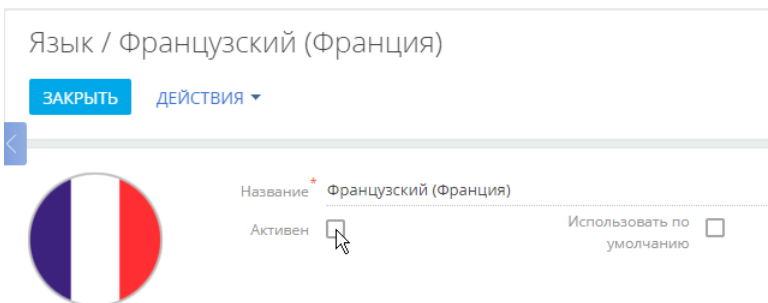 Язык / Французский (Франция)
ЗАКРЫТЬ ДЕЙСТВИЯ
Название* Французский (Франция)
Активен Использовать по
умолчанию